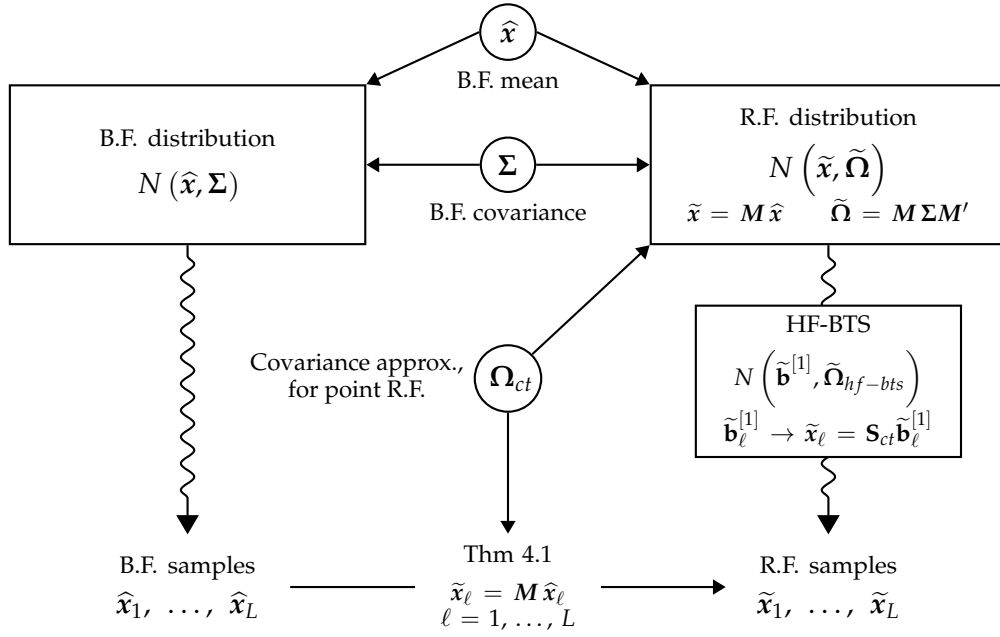 x̂
B.F. mean
B.F. distribution
N (x̂, Σ)
Σ
B.F. covariance
R.F. distribution
N (x̃, Ω̃)
x̃ = M x̂ Ω̃ = M ΣM′
Covariance approx.,
for point R.F.
Ω_ct
HF-BTS
N (b̃^[1], Ω̃_hf−bts)
b̃_ℓ^[1] → x̃_ℓ = S_ct b̃_ℓ^[1]
B.F. samples
x̂_1, …, x̂_L
Thm 4.1
x̃_ℓ = M x̂_ℓ
ℓ = 1, …, L
R.F. samples
x̃_1, …, x̃_L